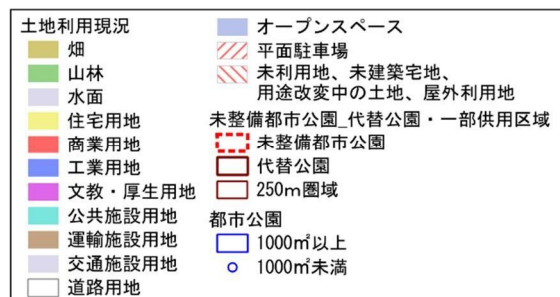 土地利用現況
畑
山林
水面
住宅用地
商業用地
工業用地
文教・厚生用地
公共施設用地
運輸施設用地
交通施設用地
道路用地
オープンスペース
平面駐車場
未利用地、未建築宅地、
用途改変中の土地、屋外利用地
未整備都市公園_代替公園・一部供用区域
未整備都市公園
代替公園
250m圏域
都市公園
1000㎡以上
1000㎡未満